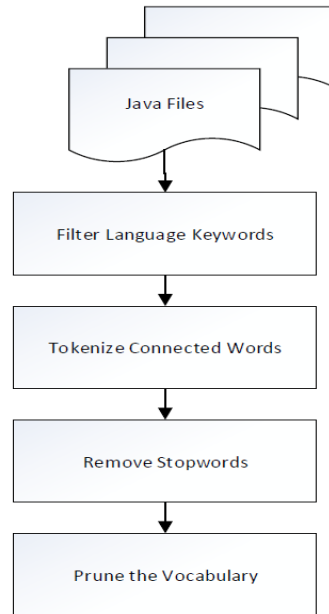 Java Files
Filter Language Keywords
Tokenize Connected Words
Remove Stopwords
Prune the Vocabulary